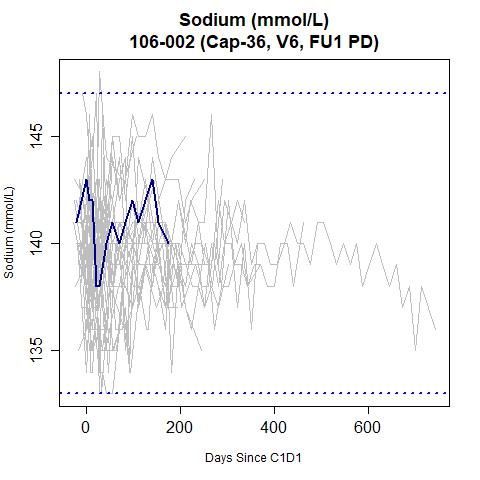 Sodium (mmol/L)
106-002 (Cap-36, V6, FU1 PD)
Sodium (mmol/L)
145
140
135
0 200 400 600
Days Since C1D1